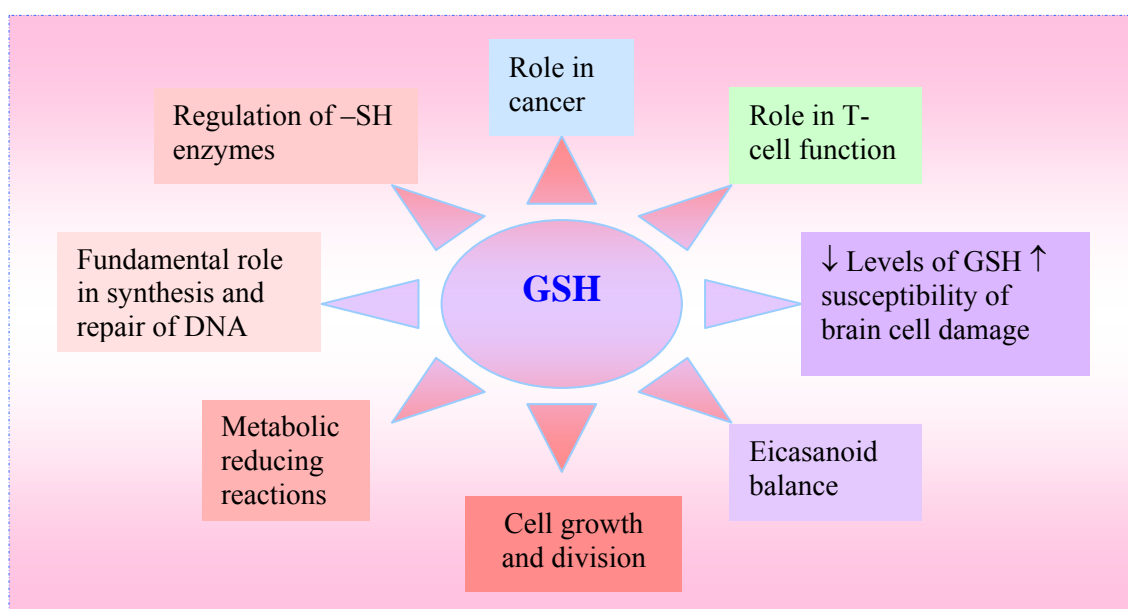 Role in
cancer
Regulation of –SH
enzymes
Role in T-
cell function
Fundamental role
in synthesis and
repair of DNA
GSH
↓ Levels of GSH ↑
susceptibility of
brain cell damage
Metabolic
reducing
reactions
Eicasanoid
balance
Cell growth
and division